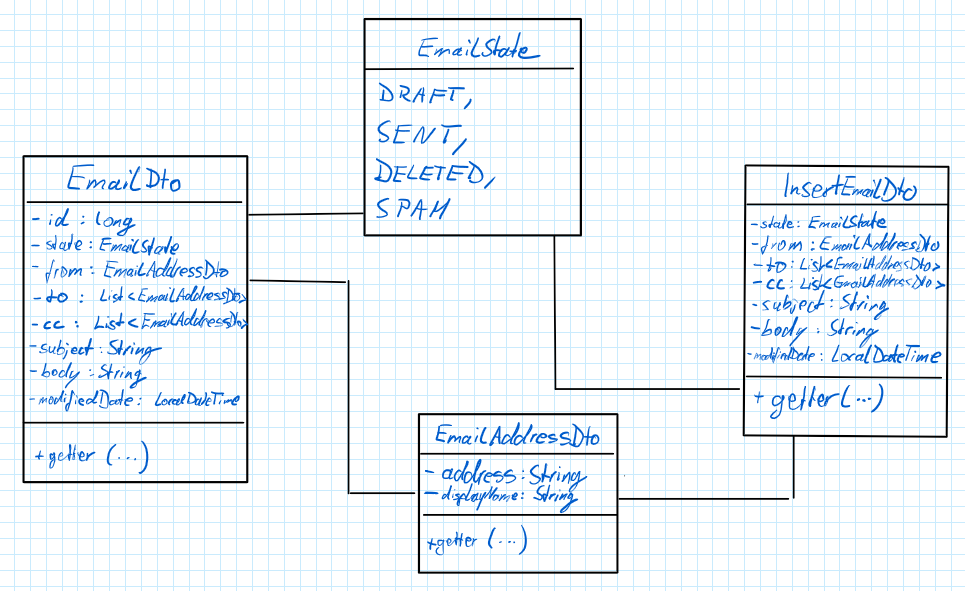 EmailState
DRAFT,
SENT,
DELETED,
SPAM
EmailDto
- id : long
- state : EmailState
- from : EmailAddressDto
- to : List<EmailAddressDto>
- cc : List<EmailAddressDto>
- subject : String
- body : String
- modifiedDate : LocalDateTime
+ getter (...)
InsertEmailDto
- state : EmailState
- from : EmailAddressDto
- to : List<EmailAddressDto>
- cc : List<EmailAddressDto>
- subject : String
- body : String
- modifiedDate : LocalDateTime
+ getter (...)
EmailAddressDto
- address : String
- displayName : String
+ getter (...)